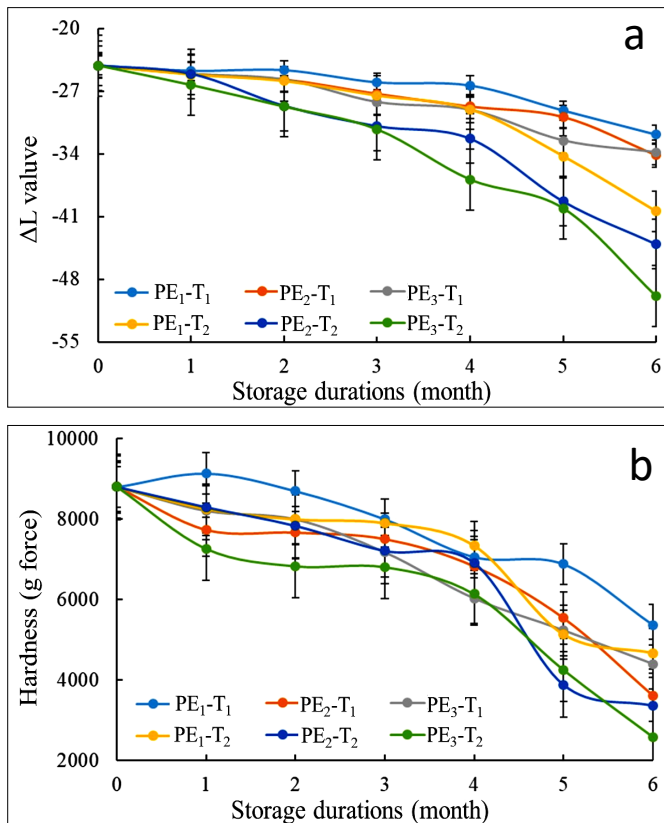 a
-20
-27
-34
-41
-48
-55
ΔL valuve
PE₁-T₁ PE₂-T₁ PE₃-T₁
PE₁-T₂ PE₂-T₂ PE₃-T₂
0 1 2 3 4 5 6
Storage durations (month)
b
10000
8000
6000
4000
2000
Hardness (g force)
PE₁-T₁ PE₂-T₁ PE₃-T₁
PE₁-T₂ PE₂-T₂ PE₃-T₂
0 1 2 3 4 5 6
Storage durations (month)